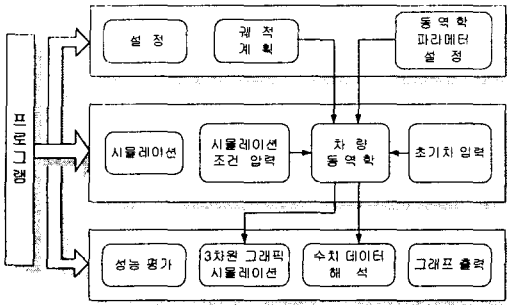 프로그램
설 정
궤 적
계 획
동 역 학
파라메터
설 정
시뮬레이션
시뮬레이션
조건 압력
차 량
동 역 학
초기차 입력
성능 평가
3차원 그래픽
시뮬레이션
수치 데이터
해 석
그래프 출력